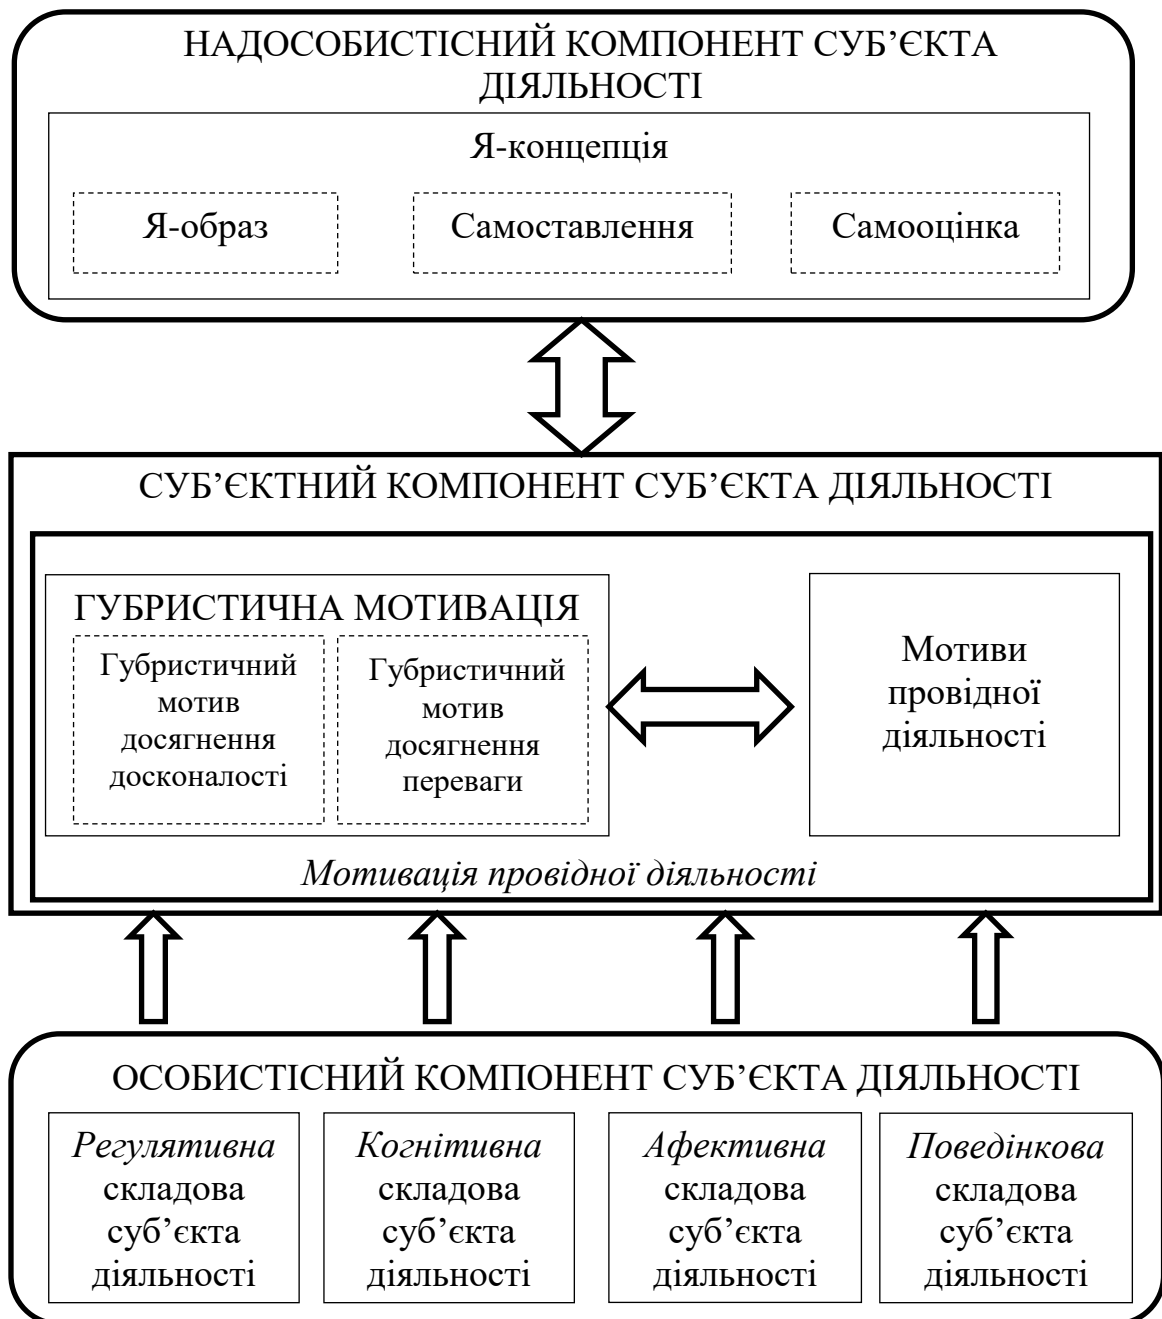 НАДОСОБИСТІСНИЙ КОМПОНЕНТ СУБ’ЄКТА
ДІЯЛЬНОСТІ
Я-концепція
Я-образ
Самоставлення
Самооцінка
СУБ’ЄКТНИЙ КОМПОНЕНТ СУБ’ЄКТА ДІЯЛЬНОСТІ
ГУБРИСТИЧНА МОТИВАЦІЯ
Губристичний
мотив
досягнення
досконалості
Губристичний
мотив
досягнення
переваги
Мотиви
провідної
діяльності
Мотивація провідної діяльності
ОСОБИСТІСНИЙ КОМПОНЕНТ СУБ’ЄКТА ДІЯЛЬНОСТІ
Регулятивна
складова
суб’єкта
діяльності
Когнітивна
складова
суб’єкта
діяльності
Афективна
складова
суб’єкта
діяльності
Поведінкова
складова
суб’єкта
діяльності